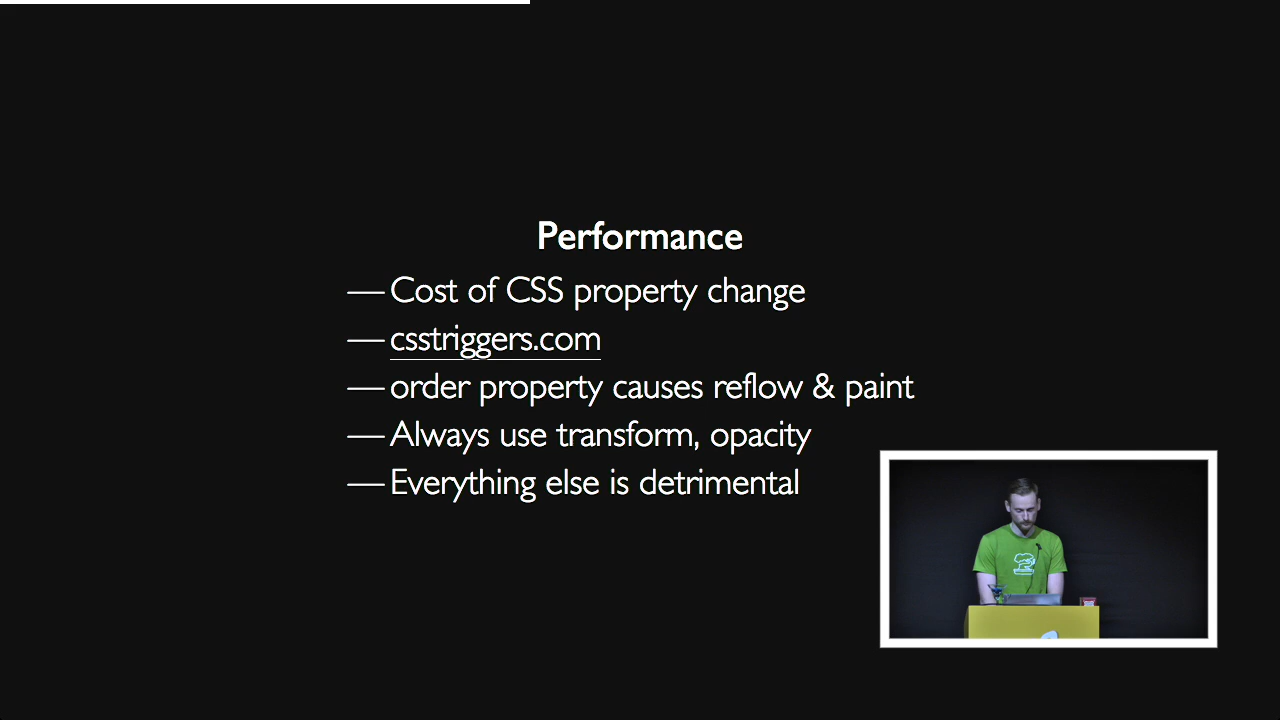 Performance
— Cost of CSS property change
— csstriggers.com
— order property causes reflow & paint
— Always use transform, opacity
— Everything else is detrimental